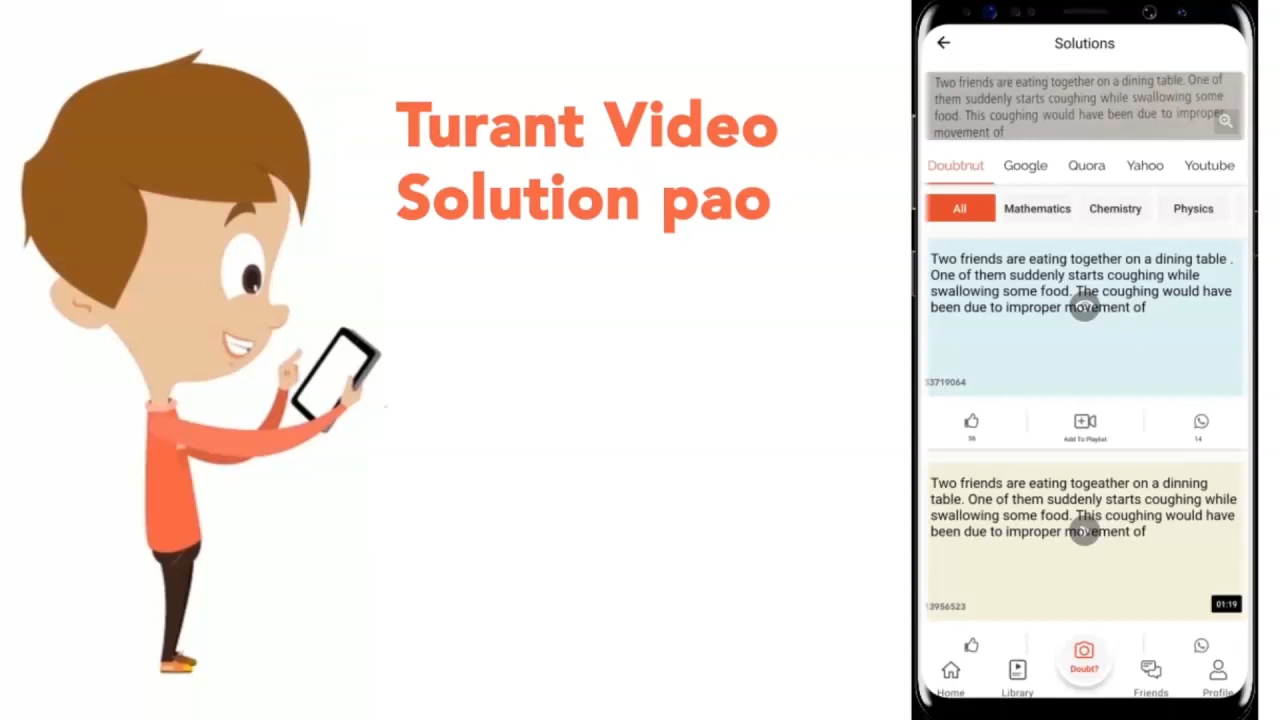 Turant Video
Solution pao
Solutions
Two friends are eating together on a dining table. One of
them suddenly starts coughing while swallowing some
food. This coughing would have been due to improper
movement of
Doubtnut Google Quora Yahoo Youtube
All Mathematics Chemistry Physics
Two friends are eating together on a dining table .
One of them suddenly starts coughing while
swallowing some food. The coughing would have
been due to improper movement of
53719064
Add To Playlist
14
Two friends are eating togeather on a dinning
table. One of them suddenly starts coughing while
swallowing some food. This coughing would have
been due to improper movement of
13956523
01:19
Doubt?
Home Library Friends Profile